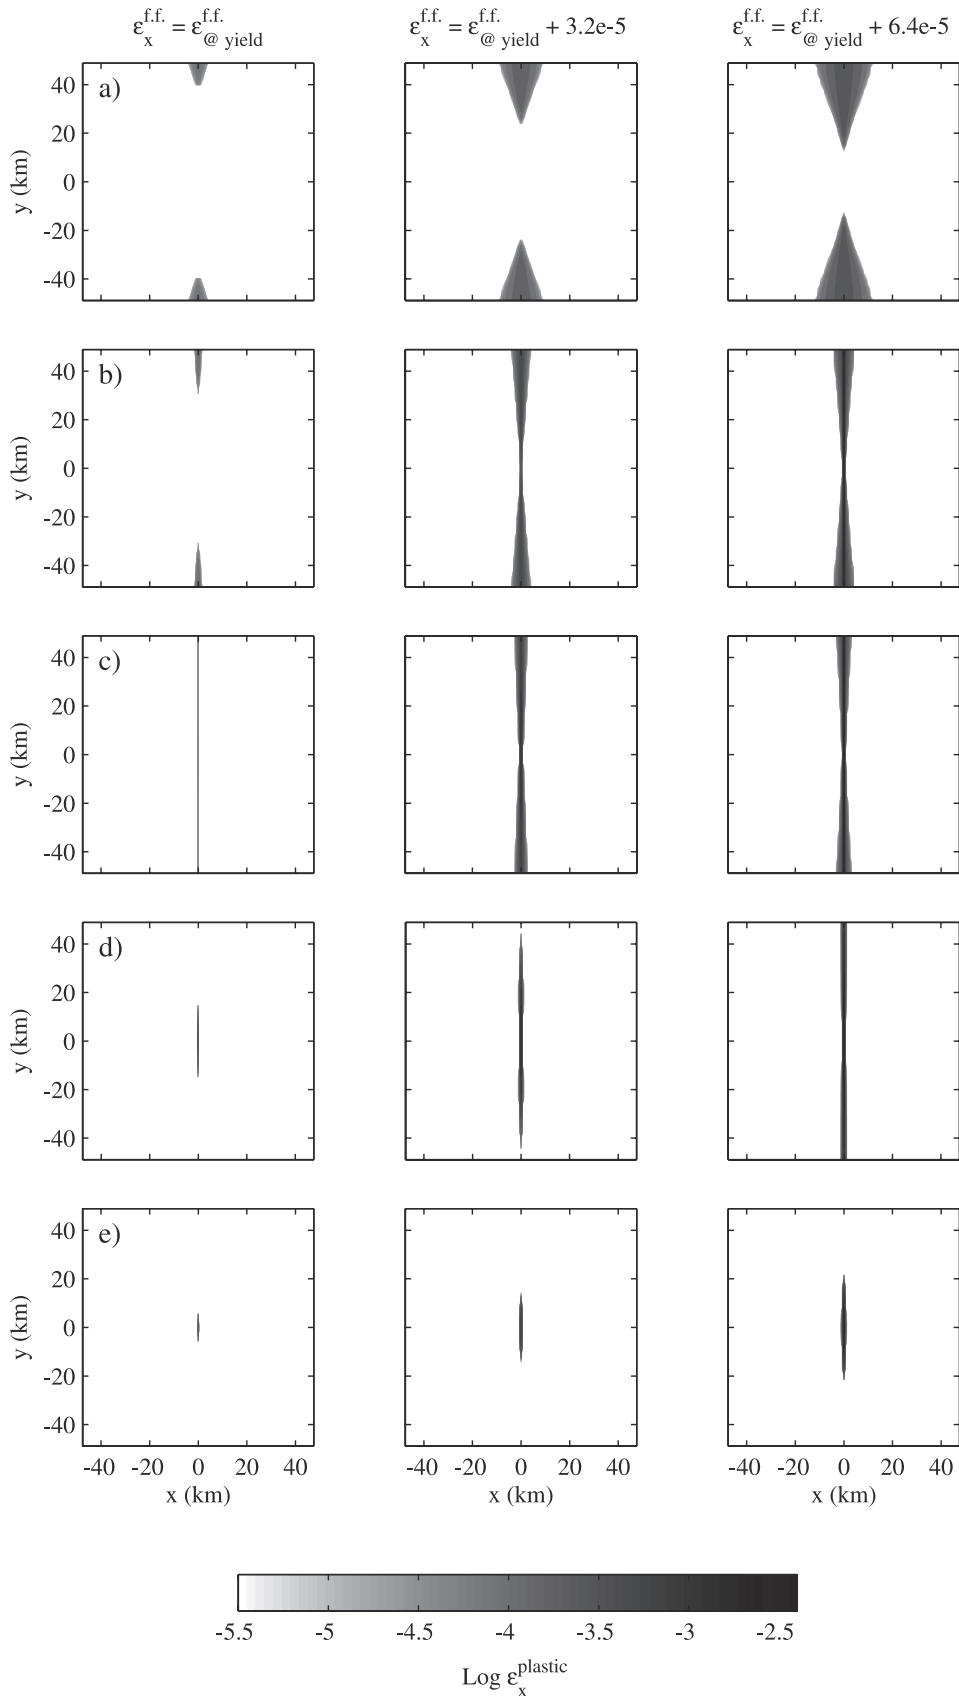 ε_x^f.f. = ε_@ yield^f.f.
ε_x^f.f. = ε_@ yield^f.f. + 3.2e-5
ε_x^f.f. = ε_@ yield^f.f. + 6.4e-5
a)
40
20
0
-20
-40
y (km)
b)
40
20
0
-20
-40
y (km)
c)
40
20
0
-20
-40
y (km)
d)
40
20
0
-20
-40
y (km)
e)
40
20
0
-20
-40
y (km)
-40 -20 0 20 40
-40 -20 0 20 40
-40 -20 0 20 40
x (km)
x (km)
x (km)
-5.5 -5 -4.5 -4 -3.5 -3 -2.5
Log ε_x^plastic